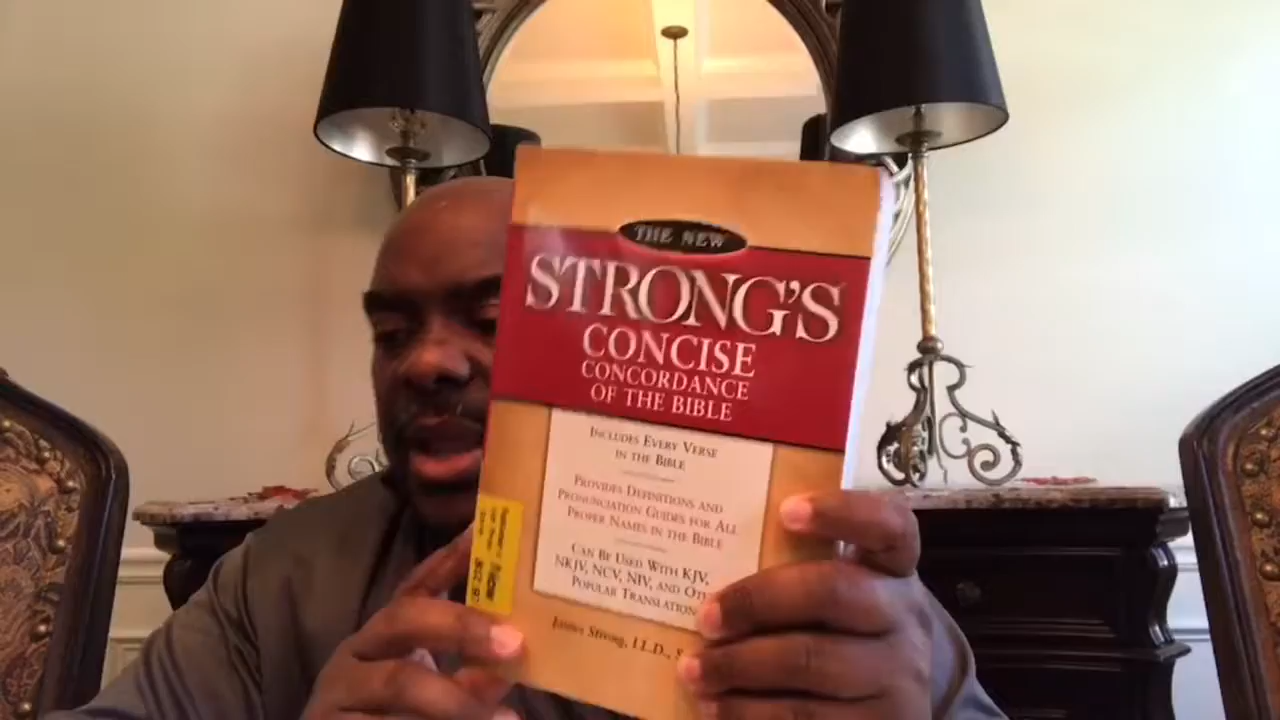 THE NEW
STRONG'S
CONCISE
CONCORDANCE
OF THE BIBLE
INCLUDES EVERY VERSE
IN THE BIBLE
PROVIDES DEFINITIONS AND
PRONUNCIATION GUIDES FOR ALL
PROPER NAMES IN THE BIBLE
CAN BE USED WITH KJV,
NKJV, NCV, NIV, AND
POPULAR
James Strong, LL.D.,